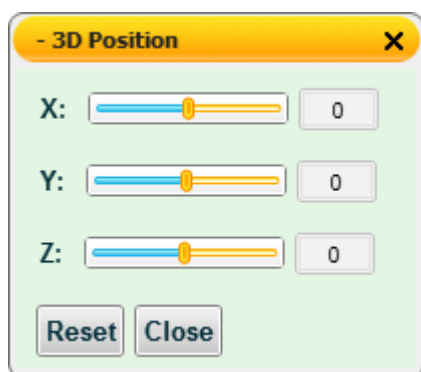 - 3D Position
X: 0
Y: 0
Z: 0
Reset Close